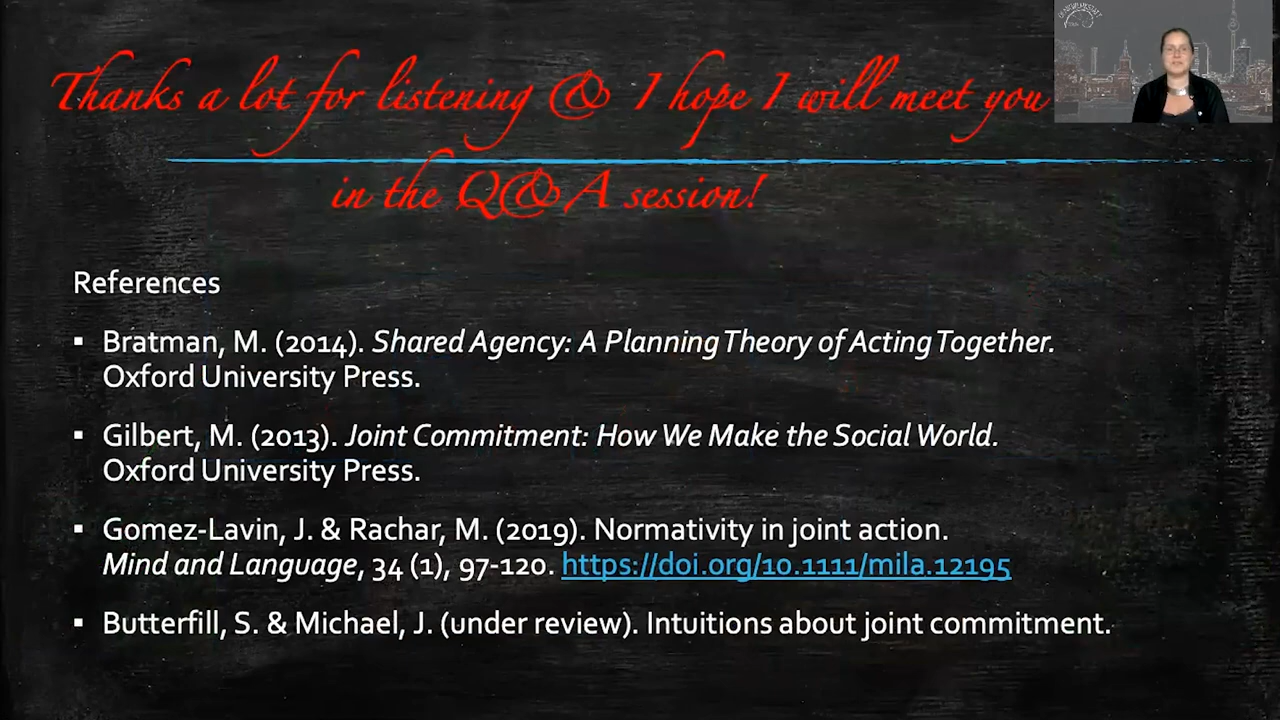 Thanks a lot for listening & I hope I will meet you
in the Q&A session!
References
▪ Bratman, M. (2014). Shared Agency: A Planning Theory of Acting Together.
Oxford University Press.
▪ Gilbert, M. (2013). Joint Commitment: How We Make the Social World.
Oxford University Press.
▪ Gomez-Lavin, J. & Rachar, M. (2019). Normativity in joint action.
Mind and Language, 34 (1), 97-120. https://doi.org/10.1111/mila.12195
▪ Butterfill, S. & Michael, J. (under review). Intuitions about joint commitment.